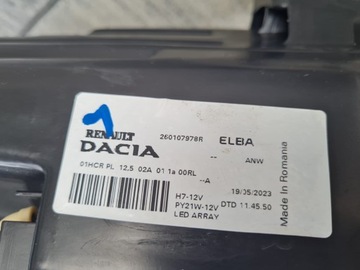 RENAULT 260107978R ELBA
DACIA -- ANW
01HCR PL 12.5 02A 01 1a 00RL
--A 19/05/2023
H7-12V
PY21W-12V DTD 11.45.50
LED ARRAY
Made in Romania